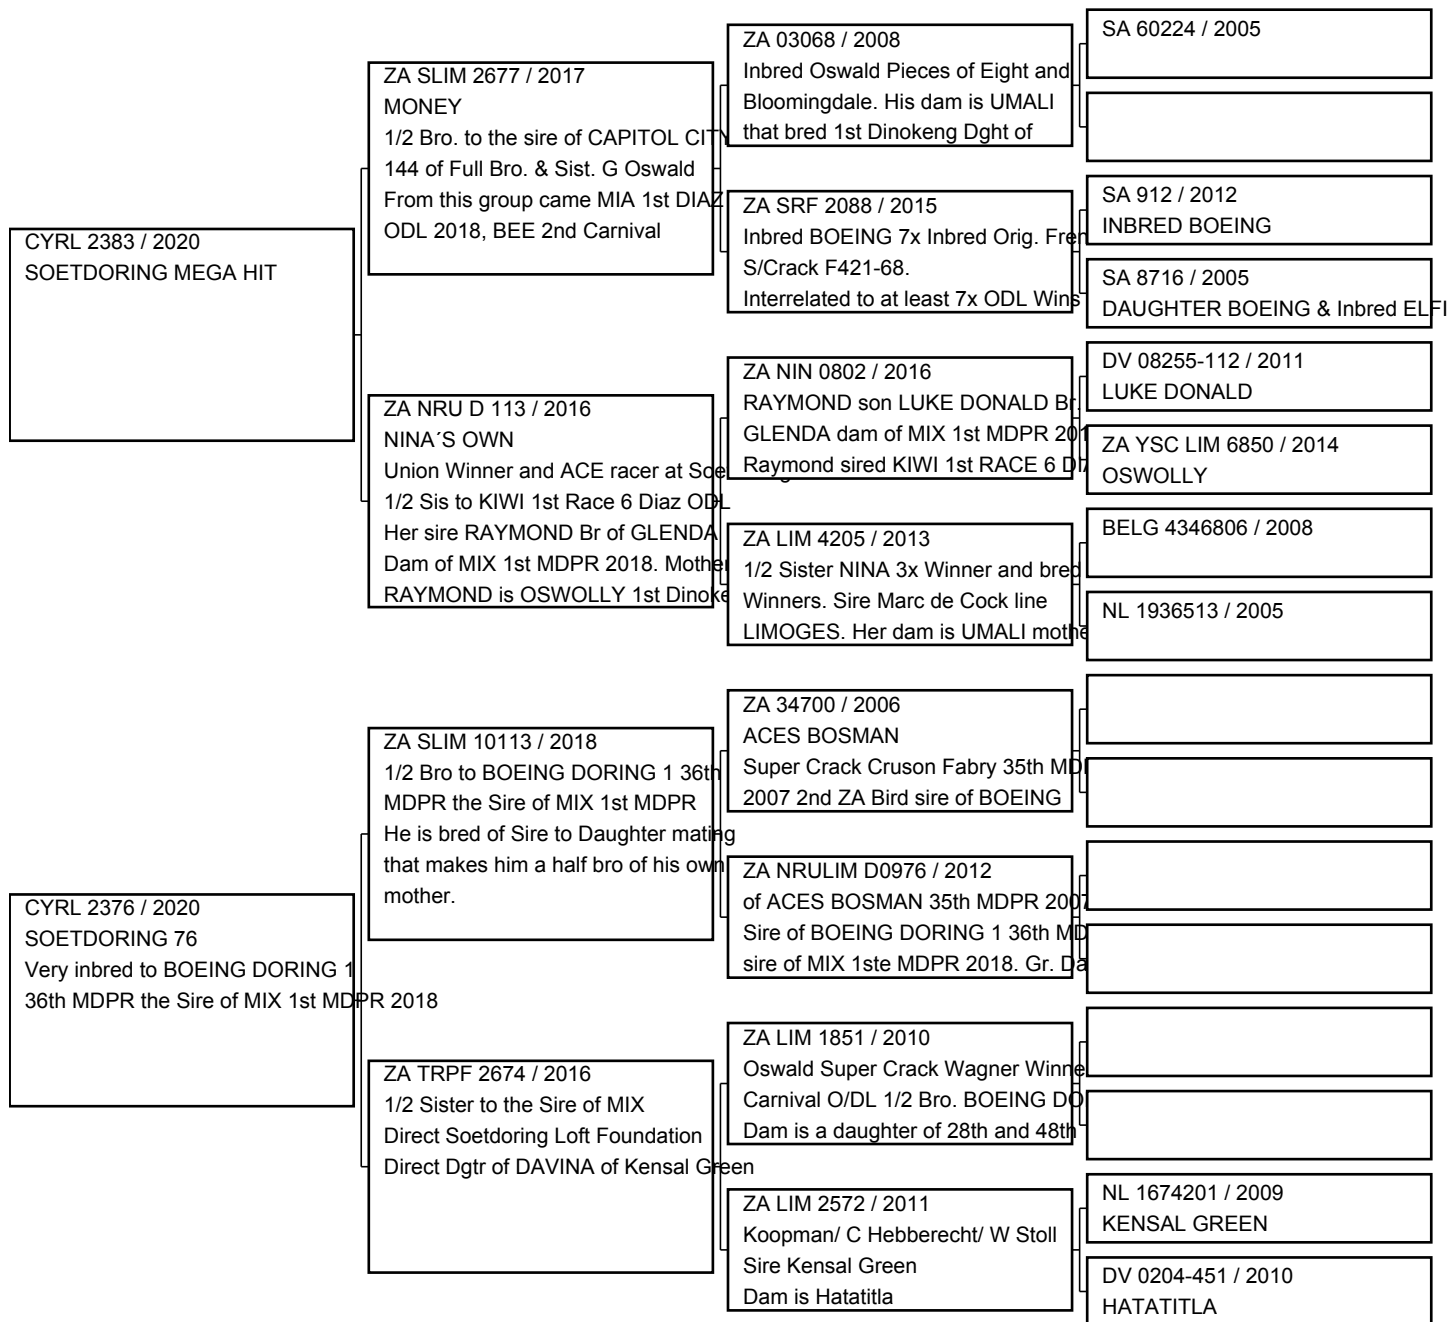 CYRL 2383 / 2020
SOETDORING MEGA HIT
CYRL 2376 / 2020
SOETDORING 76
Very inbred to BOEING DORING 1
36th MDPR the Sire of MIX 1st MDPR 2018
ZA SLIM 2677 / 2017
MONEY
1/2 Bro. to the sire of CAPITOL CITY
144 of Full Bro. & Sist. G Oswald
From this group came MIA 1st DIAZ
ODL 2018, BEE 2nd Carnival
ZA NRU D 113 / 2016
NINA´S OWN
Union Winner and ACE racer at
1/2 Sis to KIWI 1st Race 6 Diaz ODL
Her sire RAYMOND Br of GLENDA
Dam of MIX 1st MDPR 2018. Mother
RAYMOND is OSWOLLY 1st
ZA SLIM 10113 / 2018
1/2 Bro to BOEING DORING 1 36th
MDPR the Sire of MIX 1st MDPR
He is bred of Sire to Daughter mating
that makes him a half bro of his own
mother.
ZA TRPF 2674 / 2016
1/2 Sister to the Sire of MIX
Direct Soetdoring Loft Foundation
Direct Dgtr of DAVINA of Kensal Green
ZA 03068 / 2008
Inbred Oswald Pieces of Eight and
Bloomingdale. His dam is UMALI
that bred 1st Dinokeng Dght of
ZA SRF 2088 / 2015
Inbred BOEING 7x Inbred Orig.
S/Crack F421-68.
Interrelated to at least 7x ODL Wins
ZA NIN 0802 / 2016
RAYMOND son LUKE DONALD Br.
GLENDA dam of MIX 1st MDPR
Raymond sired KIWI 1st RACE 6
ZA LIM 4205 / 2013
1/2 Sister NINA 3x Winner and bred
Winners. Sire Marc de Cock line
LIMOGES. Her dam is UMALI
ZA 34700 / 2006
ACES BOSMAN
Super Crack Cruson Fabry 35th
2007 2nd ZA Bird sire of BOEING
ZA NRULIM D0976 / 2012
of ACES BOSMAN 35th MDPR 2007
Sire of BOEING DORING 1 36th
sire of MIX 1ste MDPR 2018. Gr.
ZA LIM 1851 / 2010
Oswald Super Crack Wagner
Carnival O/DL 1/2 Bro. BOEING
Dam is a daughter of 28th and 48th
ZA LIM 2572 / 2011
Koopman/ C Hebberecht/ W Stoll
Sire Kensal Green
Dam is Hatatitla
SA 60224 / 2005
SA 912 / 2012
INBRED BOEING
SA 8716 / 2005
DAUGHTER BOEING & Inbred
DV 08255-112 / 2011
LUKE DONALD
ZA YSC LIM 6850 / 2014
OSWOLLY
BELG 4346806 / 2008
NL 1936513 / 2005
NL 1674201 / 2009
KENSAL GREEN
DV 0204-451 / 2010
HATATITLA